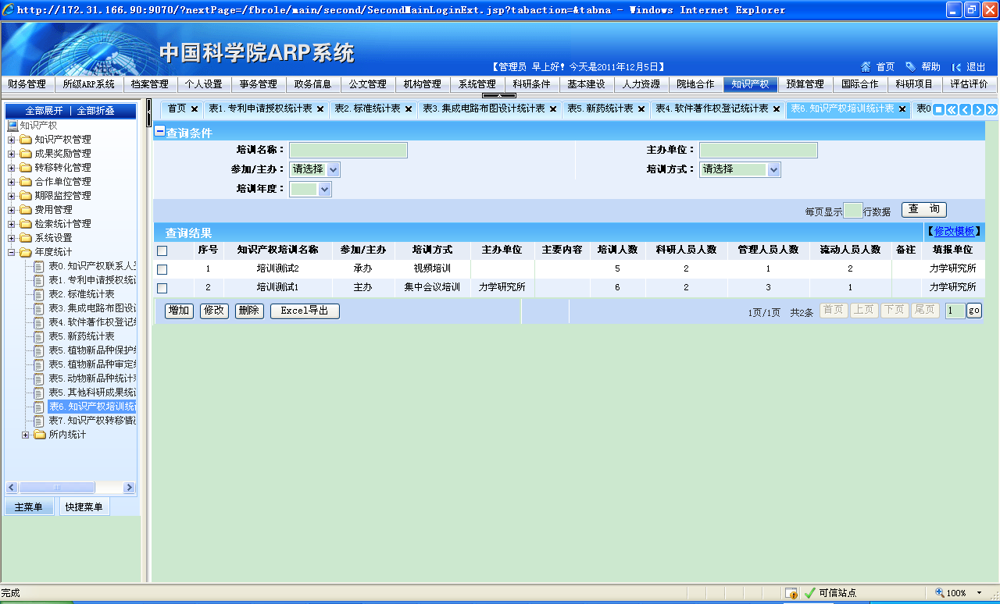 http://172.31.166.90:9070/?nextPage=/fbrole/main/second/SecondMainLoginExt.jsp?tabaction=&tabna - Windows Internet Explorer
中国科学院ARP系统
【管理员 早上好! 今天是2011年12月5日】 首页 帮助 退出
财务管理 所级ARP系统 档案管理 个人设置 事务管理 政务信息 公文管理 机构管理 系统管理 科研条件 基本建设 人力资源 院地合作 知识产权 预算管理 国际合作 科研项目 评估评价
全部展开 | 全部折叠
知识产权
知识产权管理
成果奖励管理
转移转化管理
合作单位管理
期限监控管理
费用管理
检索统计管理
系统设置
年度统计
表0.知识产权联系人
表1.专利申请授权统
表2.标准统计表
表3.集成电路布图设
表4.软件著作权登记
表5.新药统计表
表5.植物新品种保护
表5.植物新品种审定
表5.动物新品种统计
表5.其他科研成果统
表6.知识产权培训统
表7.知识产权转移情
所内统计
主菜单 快捷菜单
首页 表1.专利申请授权统计表 表2.标准统计表 表3.集成电路布图设计统计表 表5.新药统计表 表4.软件著作权登记统计表 表6.知识产权培训统计表 表0
查询条件
培训名称： 主办单位：
参加/主办： 请选择 培训方式： 请选择
培训年度：
每页显示 行数据 查 询
查询结果 【修改模板】
序号 知识产权培训名称 参加/主办 培训方式 主办单位 主要内容 培训人数 科研人员人数 管理人员人数 流动人员人数 备注 填报单位
1 培训测试2 承办 视频培训 5 2 1 2 力学研究所
2 培训测试1 主办 集中会议培训 力学研究所 6 2 3 1 力学研究所
增加 修改 删除 Excel导出 1页/1页 共2条 首页 上页 下页 尾页 1 go
完成 可信站点 100%